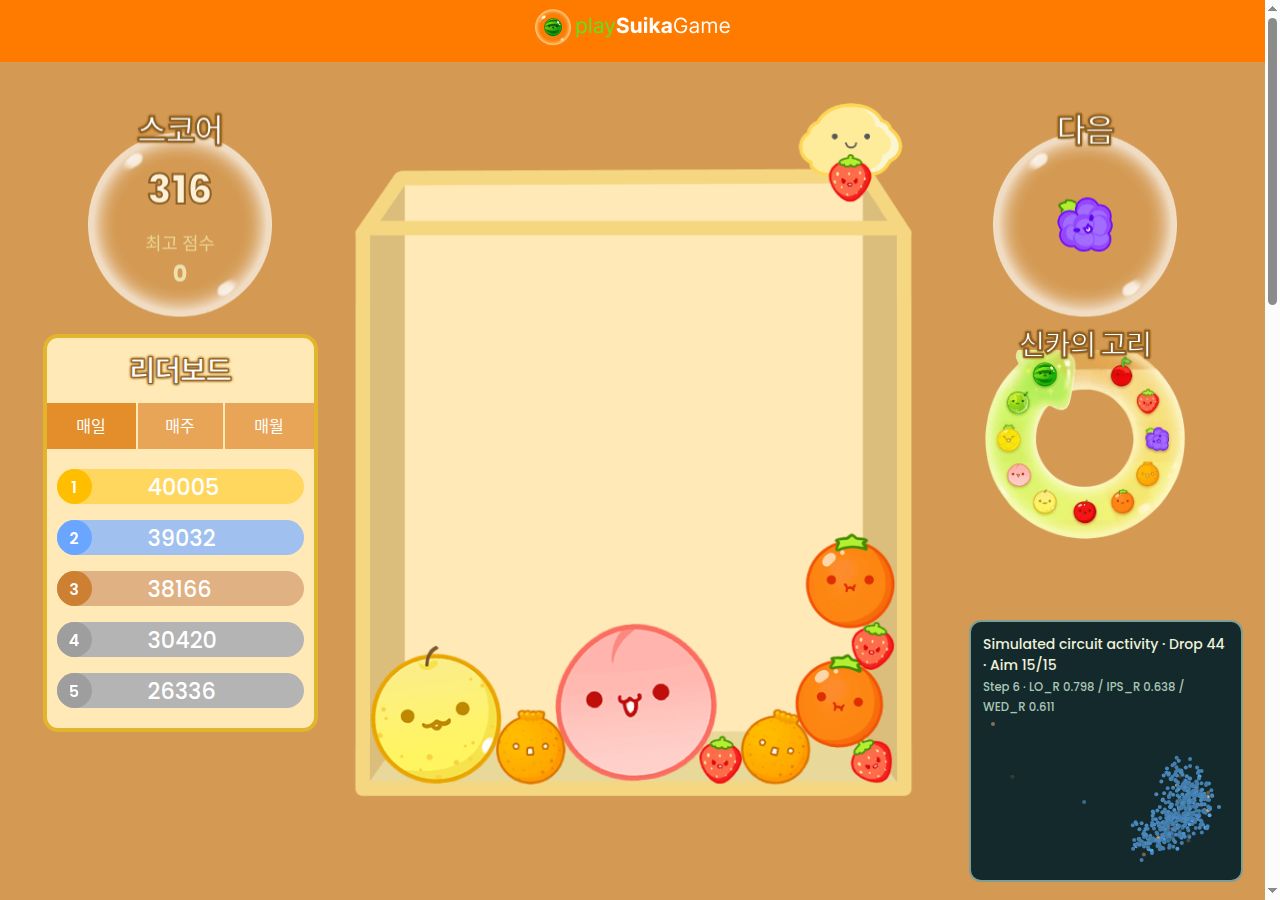 playSuikaGame
스코어
316
최고 점수
0
다음
리더보드
매일 매주 매월
1 40005
2 39032
3 38166
4 30420
5 26336
신카의 고리
Simulated circuit activity · Drop 44
· Aim 15/15
Step 6 · LO_R 0.798 / IPS_R 0.638 /
WED_R 0.611